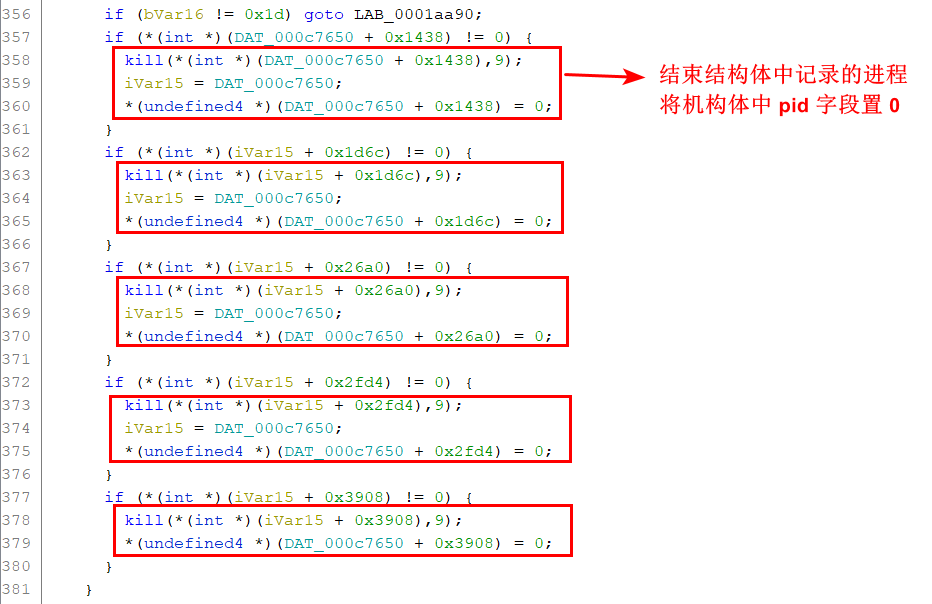 356 if (bVar16 != 0x1d) goto LAB_0001aa90;
357 if (*(int *)(DAT_000c7650 + 0x1438) != 0) {
358 kill(*(int *)(DAT_000c7650 + 0x1438),9);
359 iVar15 = DAT_000c7650;
360 *(undefined4 *)(DAT_000c7650 + 0x1438) = 0;
361 }
362 if (*(int *)(iVar15 + 0x1d6c) != 0) {
363 kill(*(int *)(iVar15 + 0x1d6c),9);
364 iVar15 = DAT_000c7650;
365 *(undefined4 *)(DAT_000c7650 + 0x1d6c) = 0;
366 }
367 if (*(int *)(iVar15 + 0x26a0) != 0) {
368 kill(*(int *)(iVar15 + 0x26a0),9);
369 iVar15 = DAT_000c7650;
370 *(undefined4 *)(DAT_000c7650 + 0x26a0) = 0;
371 }
372 if (*(int *)(iVar15 + 0x2fd4) != 0) {
373 kill(*(int *)(iVar15 + 0x2fd4),9);
374 iVar15 = DAT_000c7650;
375 *(undefined4 *)(DAT_000c7650 + 0x2fd4) = 0;
376 }
377 if (*(int *)(iVar15 + 0x3908) != 0) {
378 kill(*(int *)(iVar15 + 0x3908),9);
379 *(undefined4 *)(DAT_000c7650 + 0x3908) = 0;
380 }
381 }
结束结构体中记录的进程
将机构体中 pid 字段置 0